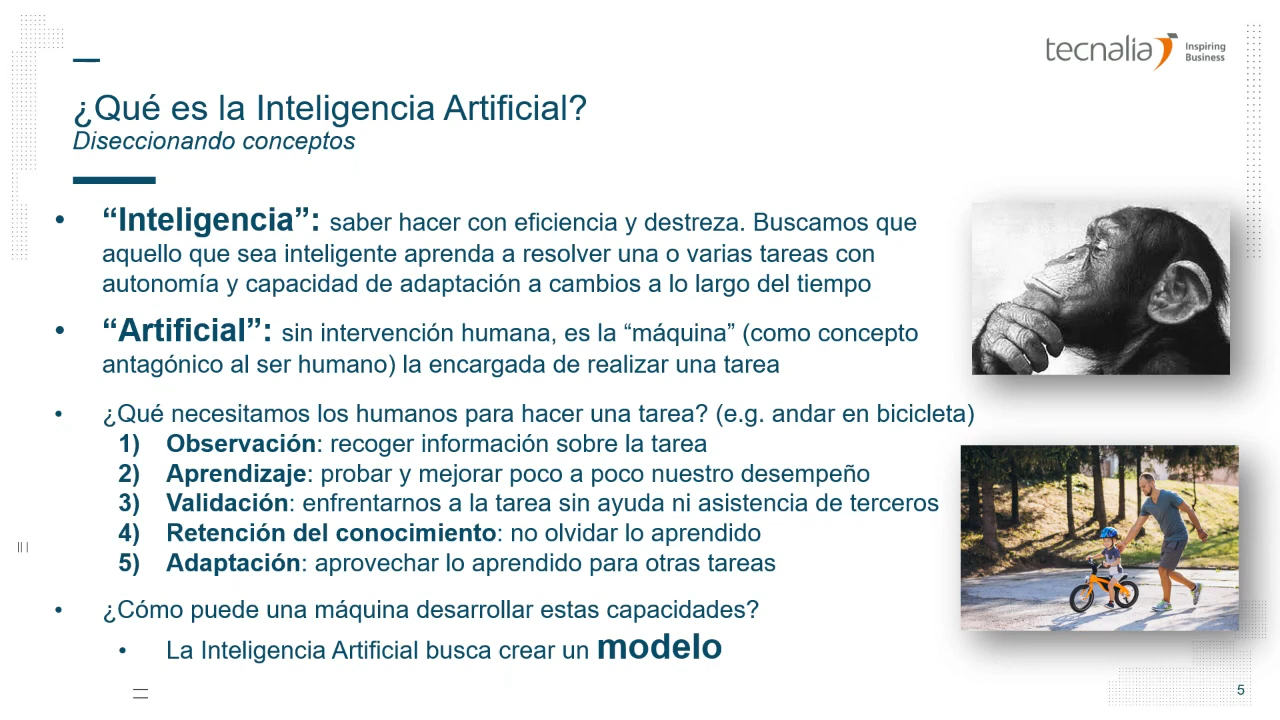 tecnalia Inspiring Business
¿Qué es la Inteligencia Artificial?
Diseccionando conceptos
• “Inteligencia”: saber hacer con eficiencia y destreza. Buscamos que
aquello que sea inteligente aprenda a resolver una o varias tareas con
autonomía y capacidad de adaptación a cambios a lo largo del tiempo
• “Artificial”: sin intervención humana, es la “máquina” (como concepto
antagónico al ser humano) la encargada de realizar una tarea
• ¿Qué necesitamos los humanos para hacer una tarea? (e.g. andar en bicicleta)
1) Observación: recoger información sobre la tarea
2) Aprendizaje: probar y mejorar poco a poco nuestro desempeño
3) Validación: enfrentarnos a la tarea sin ayuda ni asistencia de terceros
4) Retención del conocimiento: no olvidar lo aprendido
5) Adaptación: aprovechar lo aprendido para otras tareas
• ¿Cómo puede una máquina desarrollar estas capacidades?
• La Inteligencia Artificial busca crear un modelo
5